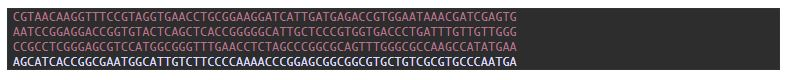 CGTAACAAGGTTTCCGTAGGTGAACCTGCGGAAGGATCATTGATGAGACCGTGGAATAAACGATCGAGTG
AATCCGGAGGACCGGTGTACTCAGCTCACCGGGGGCATTGCTCCCGTGGTGACCCTGATTTGTTGTTGGG
CCGCCTCGGGAGCGTCCATGGCGGGTTTGAACCTCTAGCCCGGCGCAGTTTGGGCGCCAAGCCATATGAA
AGCATCACCGGCGAATGGCATTGTCTTCCCCAAAACCCGGAGCGGCGGCGTGCTGTCGCGTGCCCAATGA